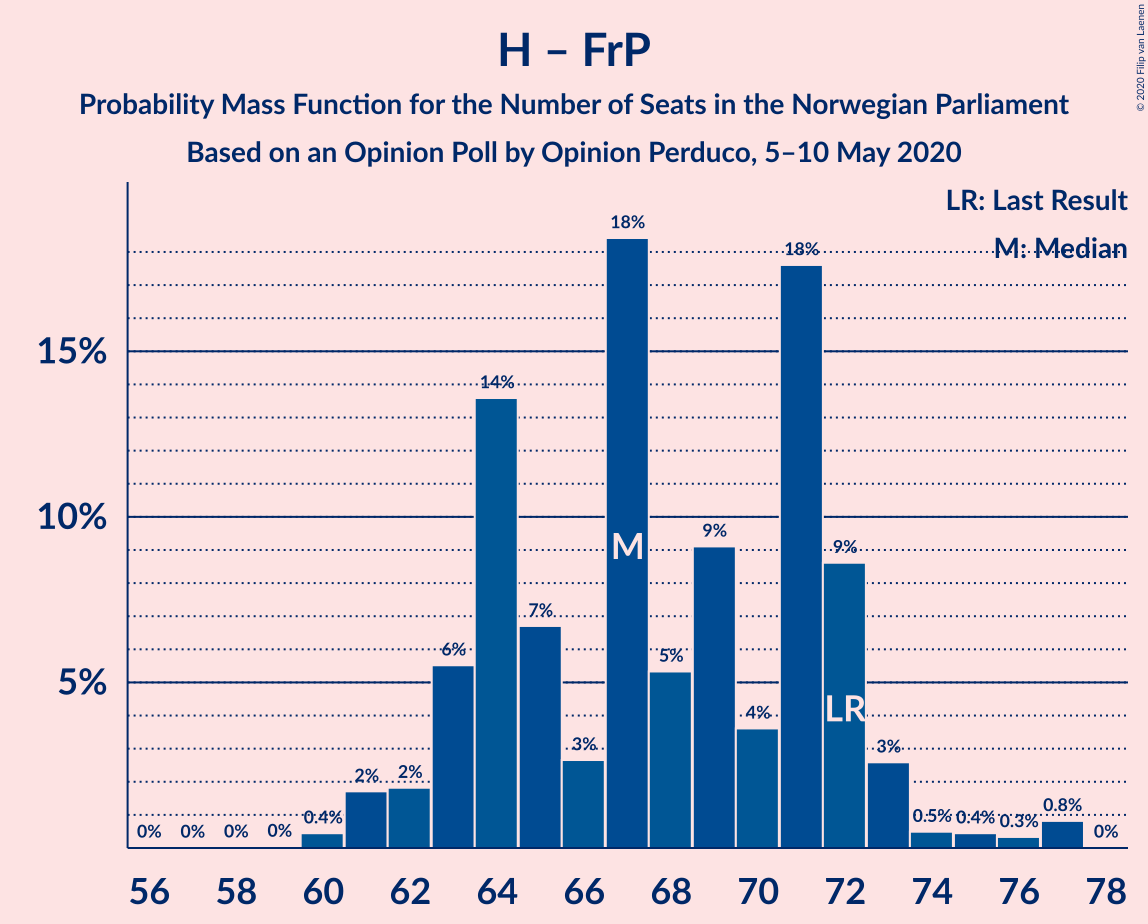 H – FrP
Probability Mass Function for the Number of Seats in the Norwegian Parliament
Based on an Opinion Poll by Opinion Perduco, 5–10 May 2020
© 2020 Filip van Laenen
LR: Last Result
M: Median
15%
10%
5%
0% 0% 0% 0% 0.4% 2% 2% 6% 14% 7% 3% 18% 5% 9% 4% 18% 9% 3% 0.5% 0.4% 0.3% 0.8% 0%
M
LR
56 58 60 62 64 66 68 70 72 74 76 78